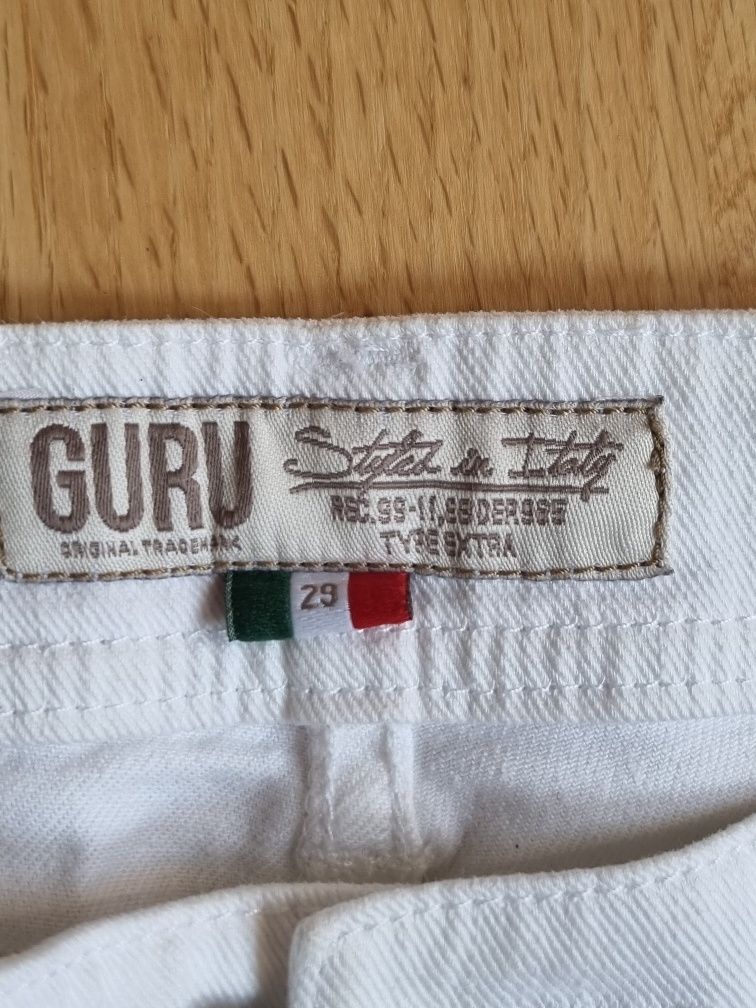 GURU
ORIGINAL TRADEMARK
Styled in Italy
TYPE EXTRA
29